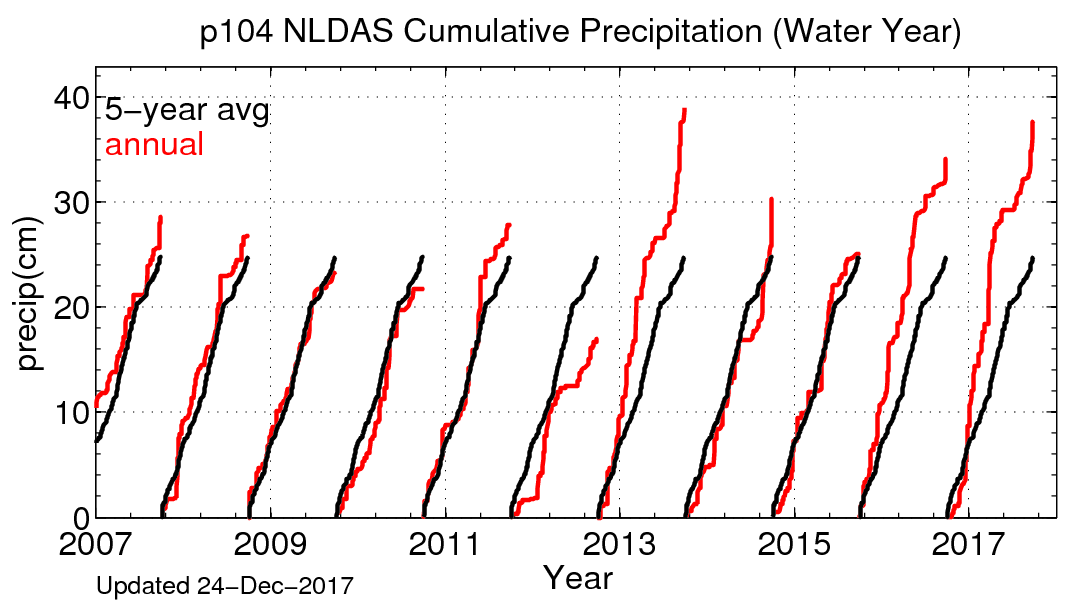 p104 NLDAS Cumulative Precipitation (Water Year)
40
5−year avg
annual
30
precip(cm)
20
10
0
2007 2009 2011 2013 2015 2017
Year
Updated 24−Dec−2017